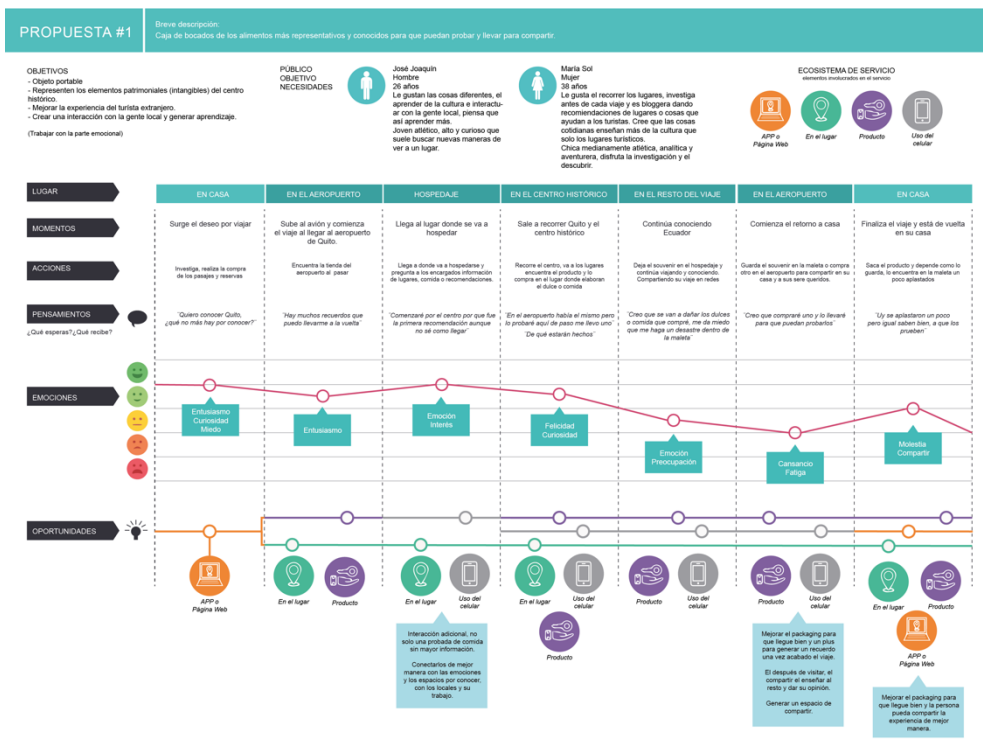 PROPUESTA #1
Breve descripción:
Caja de bocados de los alimentos más representativos y conocidos para que puedan probar y llevar para compartir.
OBJETIVOS
- Objeto portable
- Representen los elementos patrimoniales (intangibles) del centro
histórico.
- Mejorar la experiencia del turista extranjero.
- Crear una interacción con la gente local y generar aprendizaje.
(Trabajar con la parte emocional)
PÚBLICO
OBJETIVO
NECESIDADES
José Joaquín
Hombre
26 años
Le gustan las cosas diferentes, el
aprender de la cultura e interactu-
ar con la gente local, piensa que
así aprender más.
Joven atlético, alto y curioso que
suele buscar nuevas maneras de
ver a un lugar.
María Sol
Mujer
38 años
Le gusta el recorrer los lugares, investiga
antes de cada viaje y es bloggera dando
recomendaciones de lugares o cosas que
ayudan a los turistas. Cree que las cosas
cotidianas enseñan más de la cultura que
solo los lugares turísticos.
Chica medianamente atlética, analítica y
aventurera, disfruta la investigación y el
descubrir.
ECOSISTEMA DE SERVICIO
elementos involucrados en el servicio
APP o
Página Web
En el lugar
Producto
Uso del
celular
LUGAR
EN CASA
EN EL AEROPUERTO
HOSPEDAJE
EN EL CENTRO HISTÓRICO
EN EL RESTO DEL VIAJE
EN EL AEROPUERTO
EN CASA
MOMENTOS
Surge el deseo por viajar
Sube al avión y comienza
el viaje al llegar al aeropuerto
de Quito.
Llega al lugar donde se va a
hospedar
Sale a recorrer Quito y el
centro histórico
Continúa conociendo
Ecuador
Comienza el retorno a casa
Finaliza el viaje y está de vuelta
en su casa
ACCIONES
Investiga, realiza la compra
de los pasajes y reservas
Encuentra la tienda del
aeropuerto al pasar
Llega a donde va a hospedarse y
pregunta a los encargados información
de lugares, comida o recomendaciones.
Recorre el centro, va a los lugares
encuentra el producto y lo
compra en el lugar donde elaboran
el dulce o comida
Deja el souvenir en el hospedaje y
continúa viajando y conociendo.
Compartiendo su viaje en redes
Guarda el souvenir en la maleta o compra
otro en el aeropuerto para compartir en su
casa y a sus sere queridos.
Saca el producto y depende como lo
guarda, lo encuentra en la maleta un
poco aplastados
PENSAMIENTOS
¿Qué esperas?¿Qué recibe?
¨Quiero conocer Quito,
¿qué no más hay por conocer?¨
¨Hay muchos recuerdos que
puedo llevarme a la vuelta¨
¨Comenzaré por el centro por que fue
la primera recomendación aunque
no sé como llegar¨
¨En el aeropuerto había el mismo pero
lo probaré aquí de paso me llevo uno¨
¨De qué estarán hechos¨
¨Creo que se van a dañar los dulces
o comida que compré, me da miedo
que me haga un desastre dentro de
la maleta¨
¨Creo que compraré uno y lo llevaré
para que puedan probarlos¨
¨Uy se aplastaron un poco
pero igual saben bien, a que los
prueben¨
EMOCIONES
Entusiasmo
Curiosidad
Miedo
Entusiasmo
Emoción
Interés
Felicidad
Curiosidad
Emoción
Preocupación
Cansancio
Fatiga
Molestia
Compartir
OPORTUNIDADES
APP o
Página Web
En el lugar
Producto
En el lugar
Uso del
celular
En el lugar
Uso del
celular
Producto
Producto
Uso del
celular
Producto
Uso del
celular
En el lugar
Producto
APP o
Página Web
Interacción adicional, no
solo una probada de comida
sin mayor información.
Conectarlos de mejor
manera con las emociones
y los espacios por conocer,
con los locales y su
trabajo.
Mejorar el packaging para
que llegue bien y un plus
para generar un recuerdo
una vez acabado el viaje.
El después de visitar, el
compartir el enseñar al
resto y dar su opinión.
Generar un espacio de
compartir.
Mejorar el packaging para
que llegue bien y la persona
pueda compartir la
experiencia de mejor
manera.